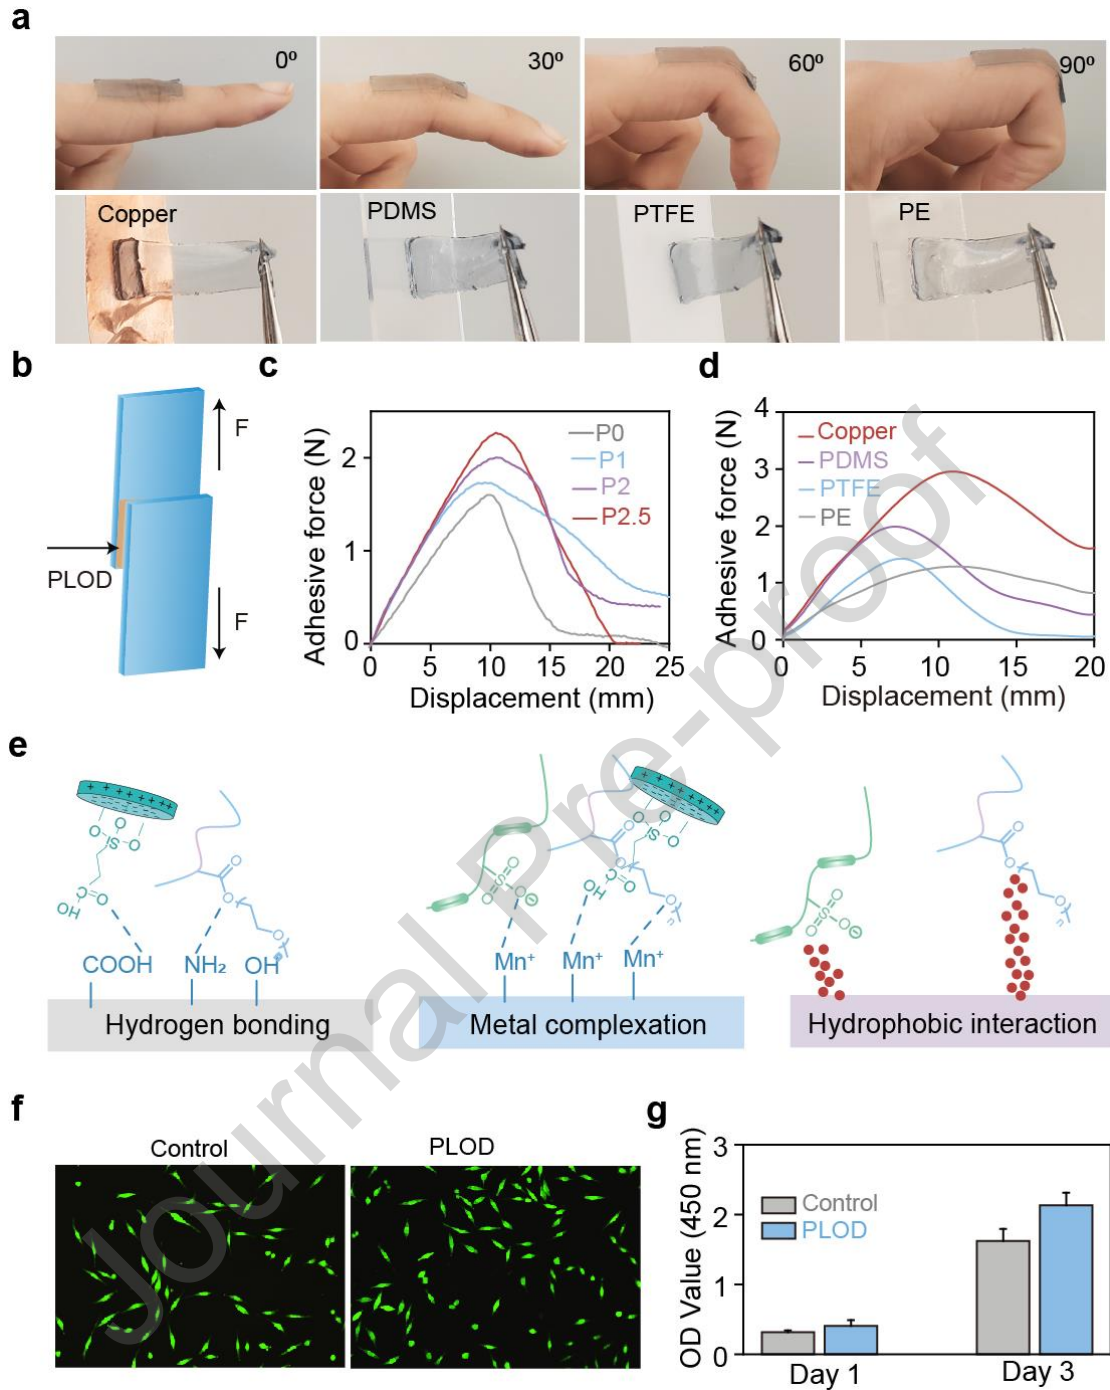 a
0º
30º
60º
90º
Copper
PDMS
PTFE
PE
b
F
PLOD
F
c
Adhesive force (N)
2
1
0
P0
P1
P2
P2.5
0 5 10 15 20 25
Displacement (mm)
d
Adhesive force (N)
4
3
2
1
0
Copper
PDMS
PTFE
PE
0 5 10 15 20
Displacement (mm)
e
+ + + + + + + +
- - - - - - -
O
O S O
O
OH
O
O
O
n
COOH NH₂ OH
Hydrogen bonding
+ + + + + + + +
- - - - - - -
O
O S O
O
⊖
O
S
O
O
HO
O
O
O
n
Mn⁺ Mn⁺ Mn⁺
Metal complexation
O
O S O
⊖
O
O
O
n
Hydrophobic interaction
f
Control
PLOD
g
OD Value (450 nm)
3
2
1
0
Control
PLOD
Day 1
Day 3
Journal Pre-proof